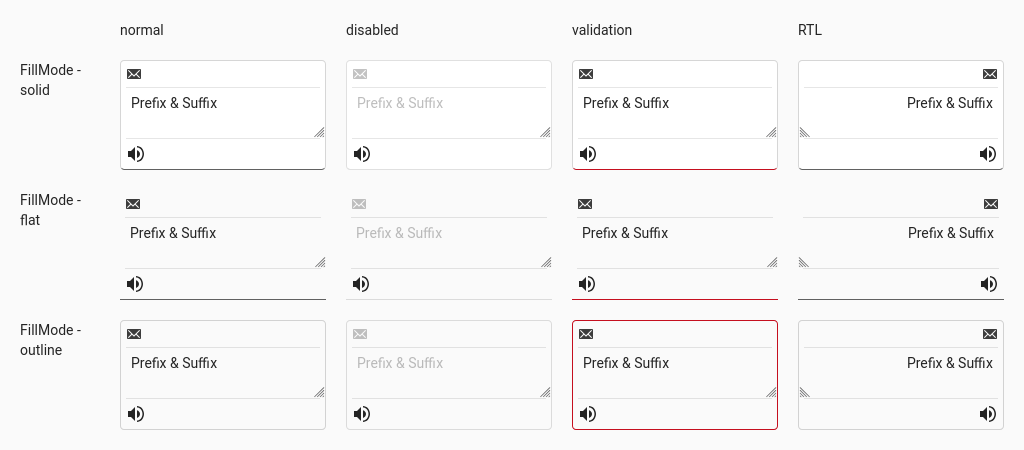 normal disabled validation RTL
FillMode -
solid
Prefix & Suffix Prefix & Suffix Prefix & Suffix Prefix & Suffix
FillMode -
flat
Prefix & Suffix Prefix & Suffix Prefix & Suffix Prefix & Suffix
FillMode -
outline
Prefix & Suffix Prefix & Suffix Prefix & Suffix Prefix & Suffix